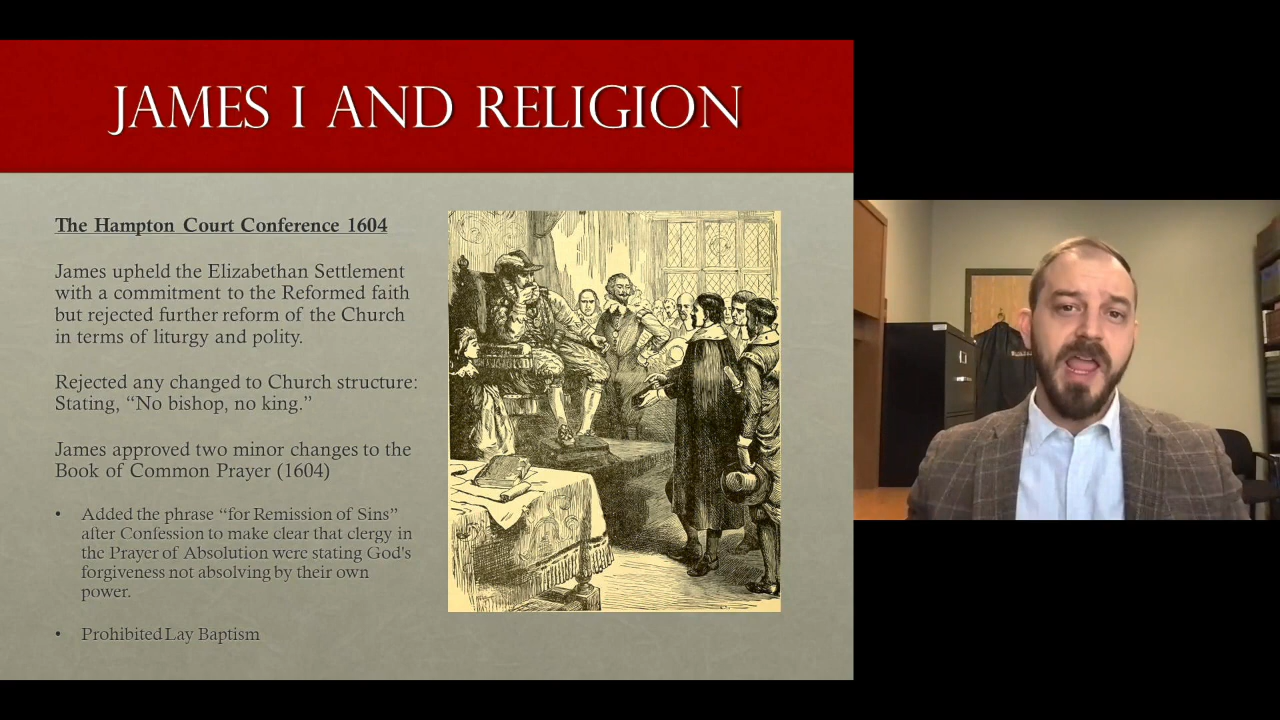 JAMES I AND RELIGION
The Hampton Court Conference 1604
James upheld the Elizabethan Settlement
with a commitment to the Reformed faith
but rejected further reform of the Church
in terms of liturgy and polity.
Rejected any changed to Church structure:
Stating, “No bishop, no king.”
James approved two minor changes to the
Book of Common Prayer (1604)
• Added the phrase “for Remission of Sins”
after Confession to make clear that clergy in
the Prayer of Absolution were stating God's
forgiveness not absolving by their own
power.
• Prohibited Lay Baptism